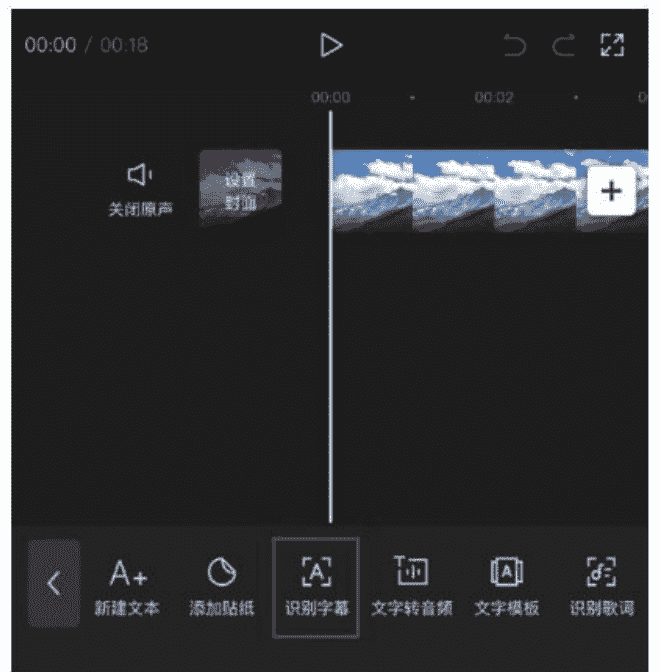 00:00 / 00:18
00:00
00:02
设置
封面
关闭原声
新建文本
添加贴纸
识别字幕
文字转音频
文字模板
识别歌词